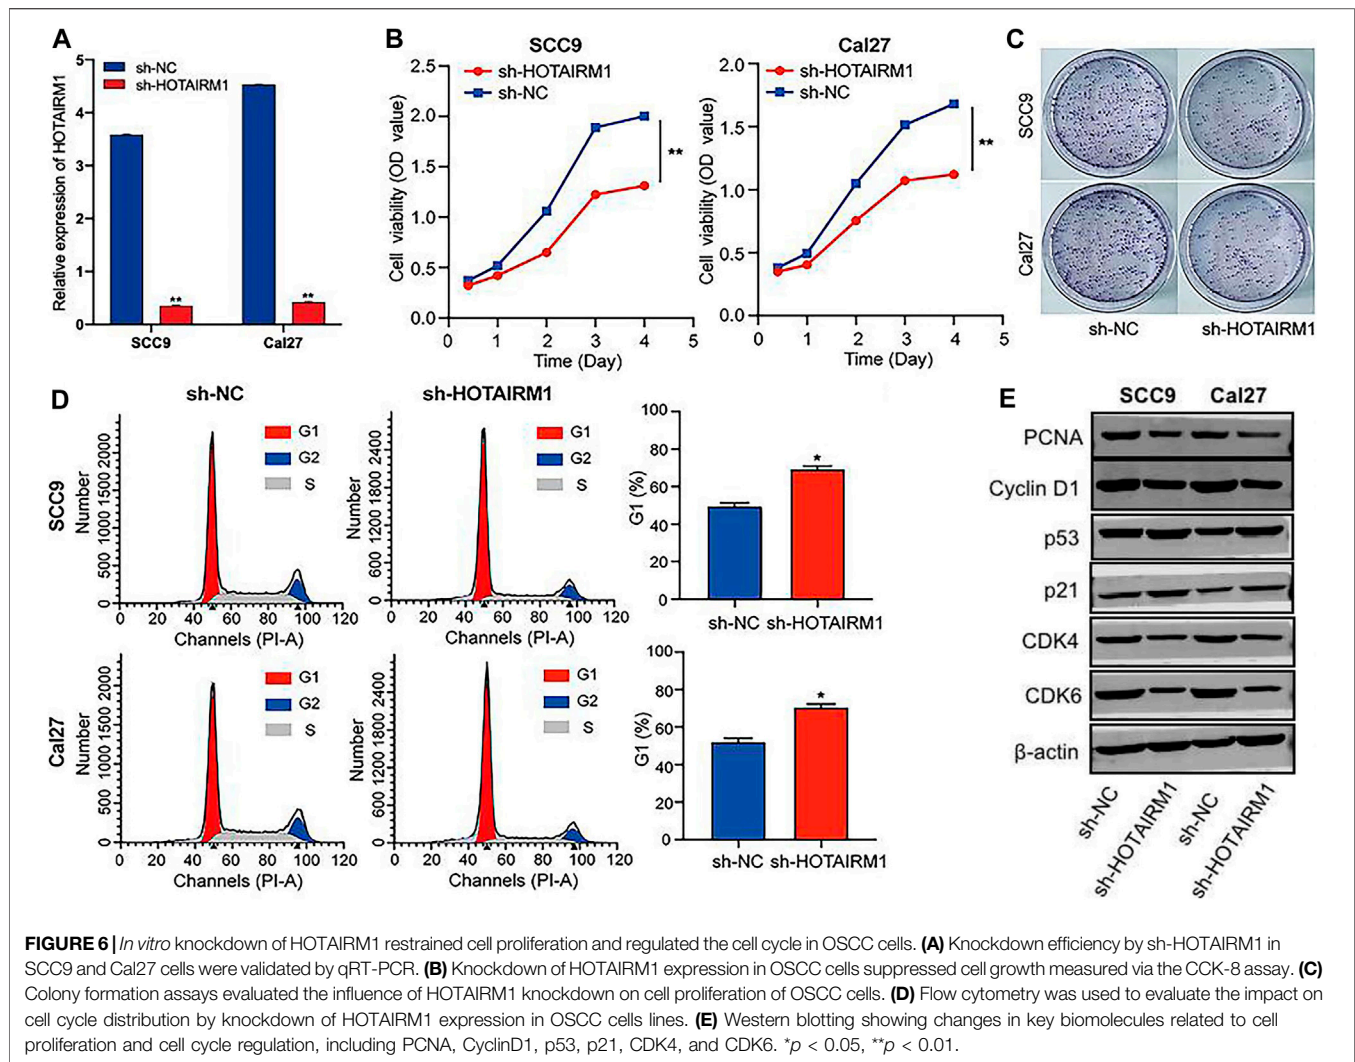 A
sh-NC
sh-HOTAIRM1
Relative expression of HOTAIRM1
5
4
3
2
1
0
**
**
SCC9
Cal27
B
SCC9
sh-HOTAIRM1
sh-NC
Cell viability (OD value)
2.5
2.0
1.5
1.0
0.5
0.0
**
0 1 2 3 4 5
Time (Day)
Cal27
sh-HOTAIRM1
sh-NC
Cell viability (OD value)
2.0
1.5
1.0
0.5
0.0
**
0 1 2 3 4 5
Time (Day)
C
SCC9
Cal27
sh-NC sh-HOTAIRM1
D
sh-NC
sh-HOTAIRM1
SCC9
Number
0 500 1000 1500 2000
G1
G2
S
0 20 40 60 80 100 120
Channels (PI-A)
Number
0 600 1200 1800 2400
G1
G2
S
0 20 40 60 80 100 120
Channels (PI-A)
G1 (%)
100
80
60
40
20
0
*
sh-NC sh-HOTAIRM1
Cal27
Number
0 500 1000 1500 2000
G1
G2
S
0 20 40 60 80 100 120
Channels (PI-A)
Number
0 600 1200 1800 2400
G1
G2
S
0 20 40 60 80 100 120
Channels (PI-A)
G1 (%)
100
80
60
40
20
0
*
sh-NC sh-HOTAIRM1
E
SCC9 Cal27
PCNA
Cyclin D1
p53
p21
CDK4
CDK6
β-actin
sh-NC
sh-HOTAIRM1
sh-NC
sh-HOTAIRM1
FIGURE 6 | In vitro knockdown of HOTAIRM1 restrained cell proliferation and regulated the cell cycle in OSCC cells. (A) Knockdown efficiency by sh-HOTAIRM1 in
SCC9 and Cal27 cells were validated by qRT-PCR. (B) Knockdown of HOTAIRM1 expression in OSCC cells suppressed cell growth measured via the CCK-8 assay. (C)
Colony formation assays evaluated the influence of HOTAIRM1 knockdown on cell proliferation of OSCC cells. (D) Flow cytometry was used to evaluate the impact on
cell cycle distribution by knockdown of HOTAIRM1 expression in OSCC cells lines. (E) Western blotting showing changes in key biomolecules related to cell
proliferation and cell cycle regulation, including PCNA, CyclinD1, p53, p21, CDK4, and CDK6. *p < 0.05, **p < 0.01.